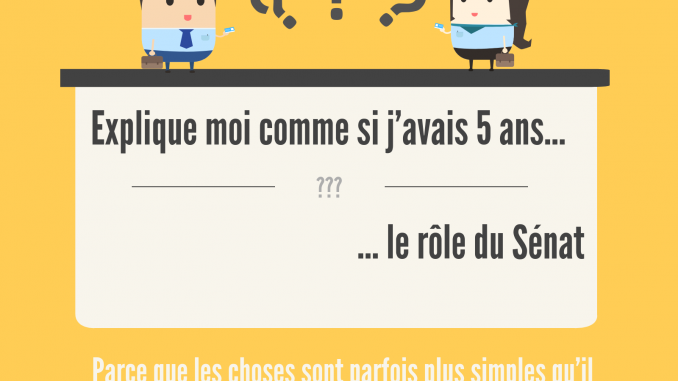 Explique moi comme si j’avais 5 ans...
???
... le rôle du Sénat
Parce que les choses sont parfois plus simples qu’il